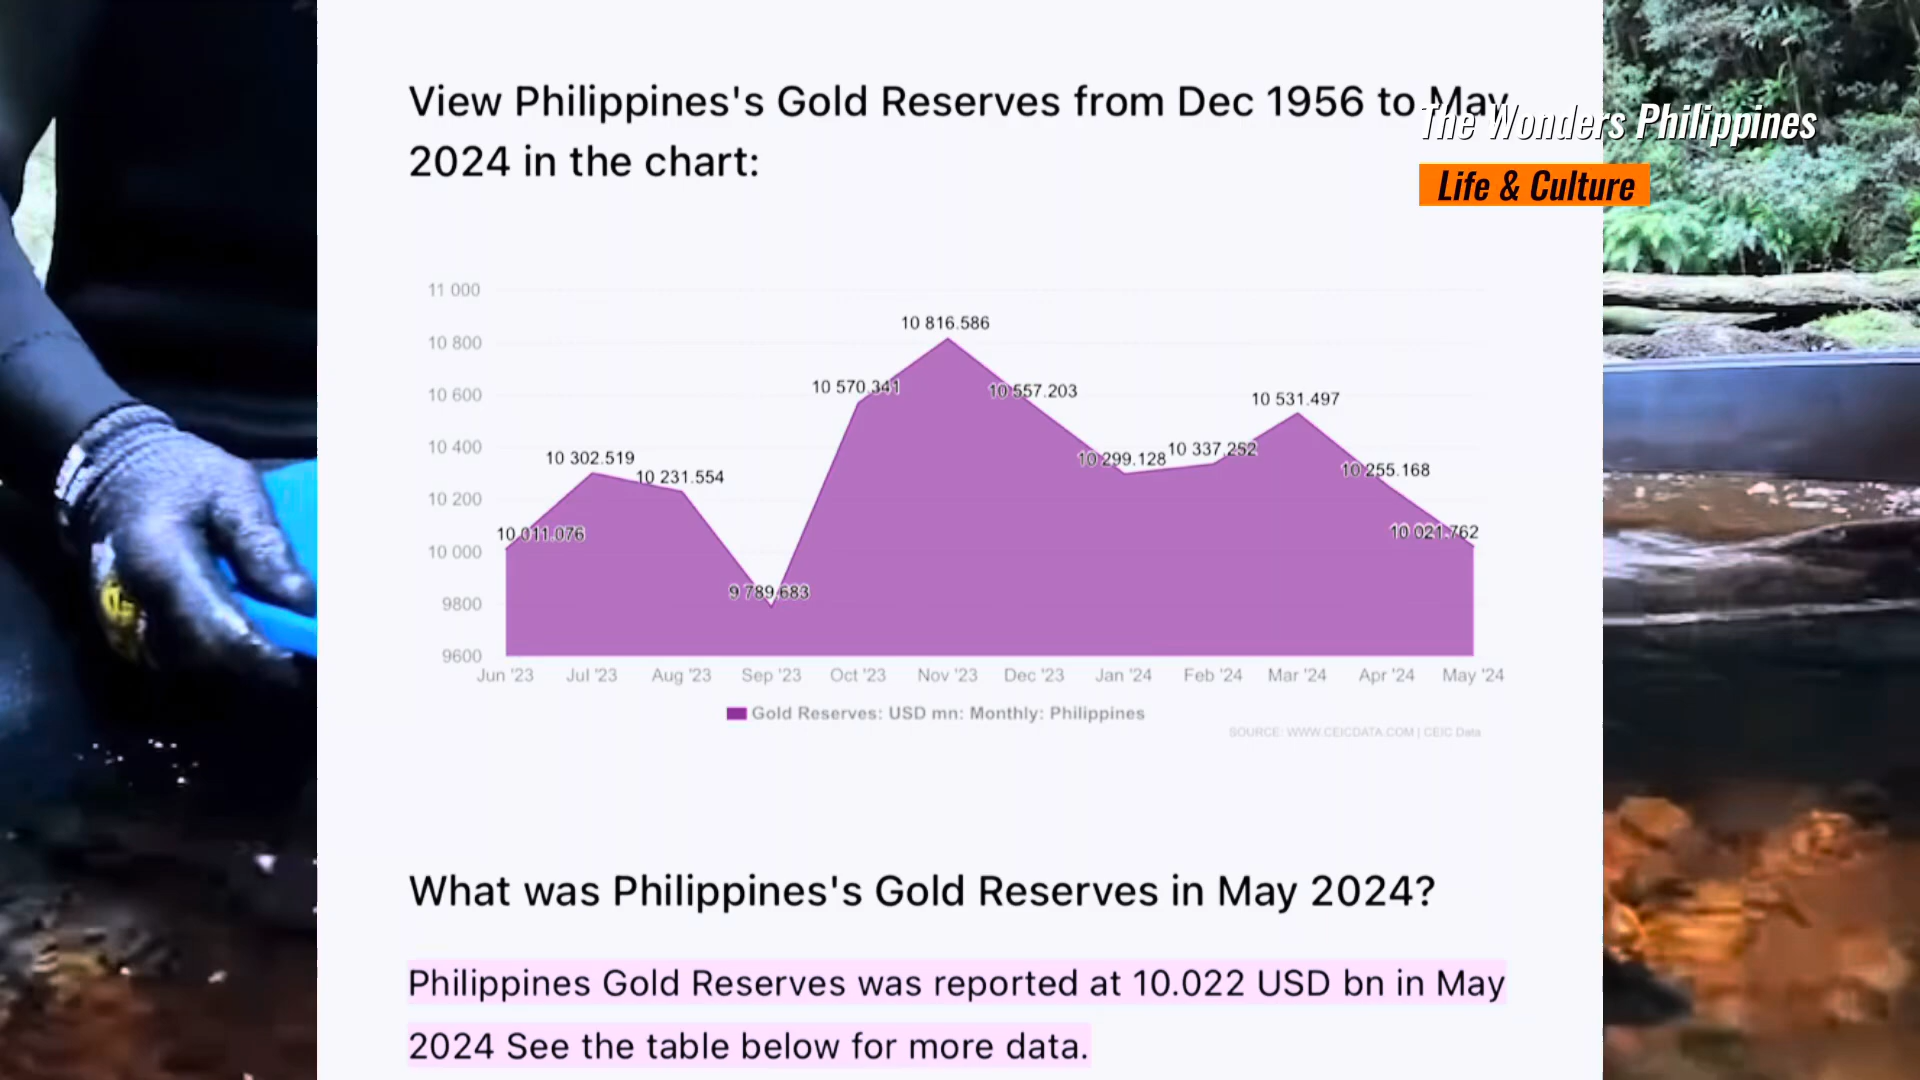 View Philippines's Gold Reserves from Dec 1956 to May
2024 in the chart:
The Wonders Philippines
Life & Culture
11 000
10 800
10 600
10 400
10 200
10 000
9800
9600
10 011.076
10 302.519
10 231.554
9 789.683
10 570.341
10 816.586
10 557.203
10 299.128
10 337.252
10 531.497
10 255.168
10 021.762
Jun '23 Jul '23 Aug '23 Sep '23 Oct '23 Nov '23 Dec '23 Jan '24 Feb '24 Mar '24 Apr '24 May '24
Gold Reserves: USD mn: Monthly: Philippines
SOURCE: WWW.CEICDATA.COM | CEIC Data
What was Philippines's Gold Reserves in May 2024?
Philippines Gold Reserves was reported at 10.022 USD bn in May
2024 See the table below for more data.